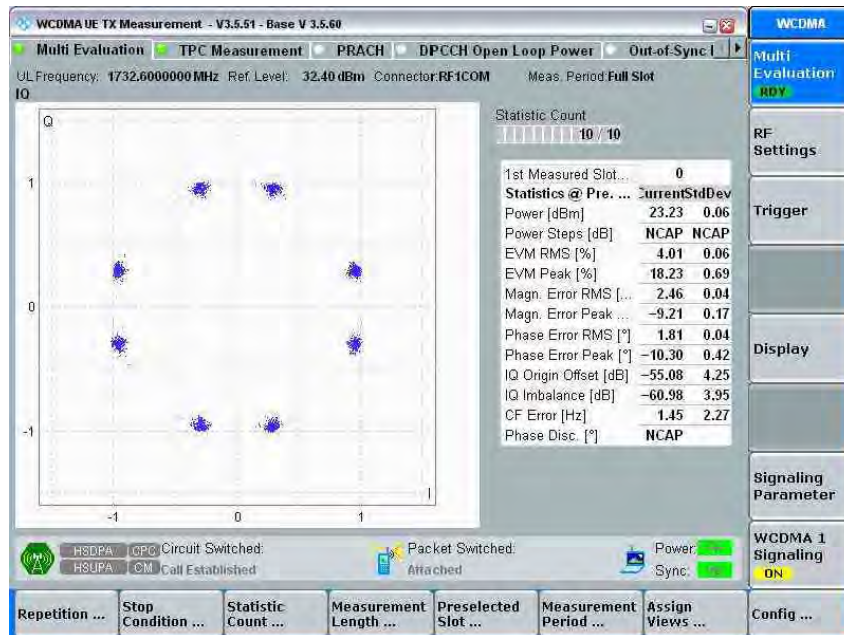 WCDMA UE TX Measurement - V3.5.51 - Base V 3.5.60
WCDMA
Multi Evaluation TPC Measurement PRACH DPCCH Open Loop Power Out-of-Sync
Multi Evaluation
RDY
UL Frequency: 1732.6000000 MHz Ref. Level: 32.40 dBm Connector: RF1COM Meas. Period: Full Slot
IQ
Q
1
0
-1
-1 0 1
I
Statistic Count
10 / 10
1st Measured Slot... 0
Statistics @ Pre. ... Current StdDev
Power [dBm] 23.23 0.06
Power Steps [dB] NCAP NCAP
EVM RMS [%] 4.01 0.06
EVM Peak [%] 18.23 0.69
Magn. Error RMS [... 2.46 0.04
Magn. Error Peak ... -9.21 0.17
Phase Error RMS [°] 1.81 0.04
Phase Error Peak [°] -10.30 0.42
IQ Origin Offset [dB] -55.08 4.25
IQ Imbalance [dB] -60.98 3.95
CF Error [Hz] 1.45 2.27
Phase Disc. [°] NCAP
RF Settings
Trigger
Display
Signaling Parameter
WCDMA 1 Signaling
ON
HSDPA CPC Circuit Switched: Packet Switched: Power:
HSUPA CM Call Established Attached Sync:
Repetition ... Stop Condition ... Statistic Count ... Measurement Length ... Preselected Slot ... Measurement Period ... Assign Views ... Config ...